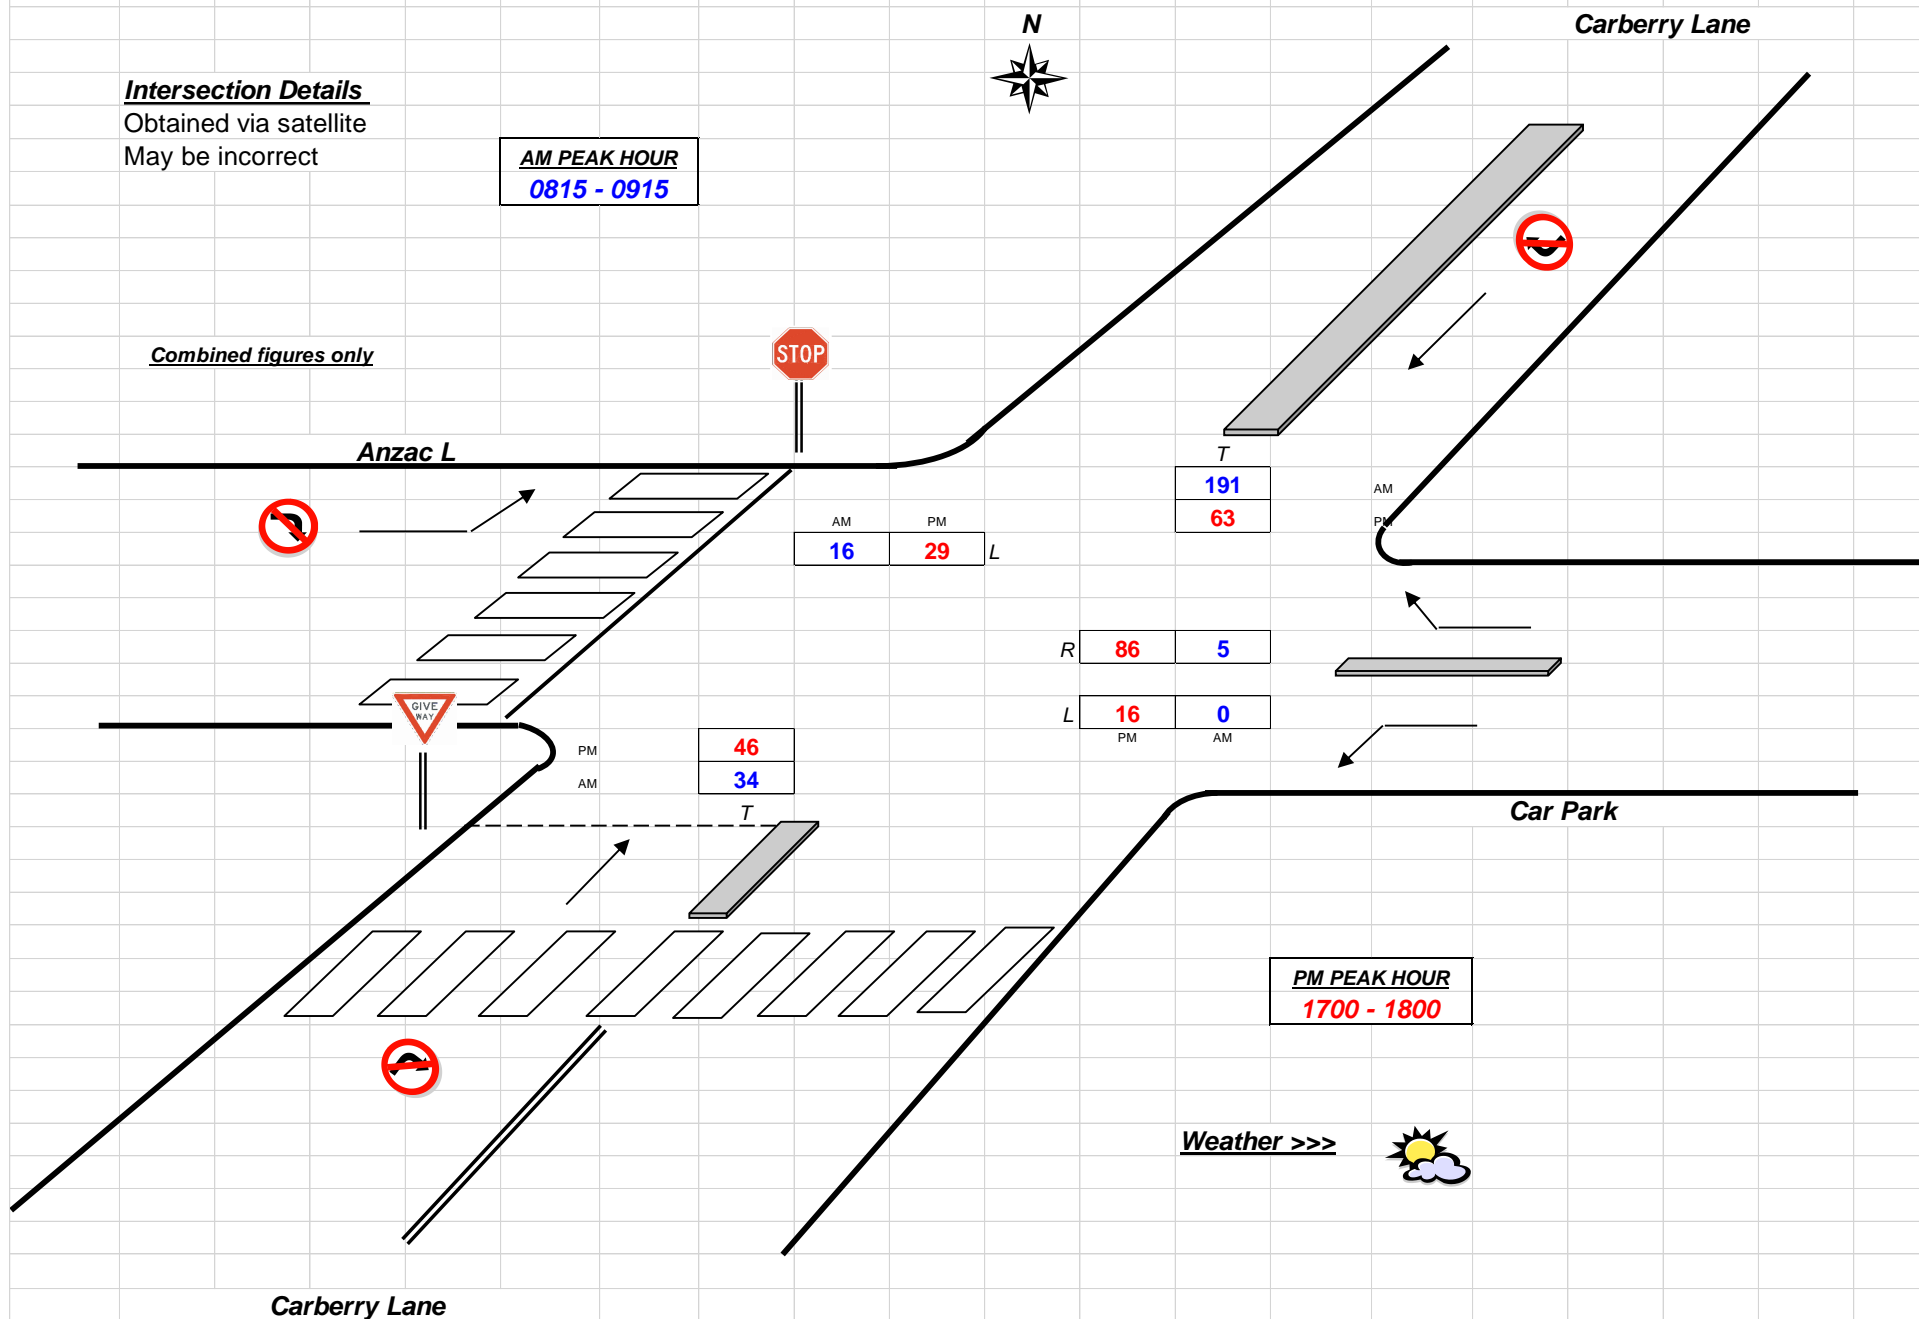 N
Carberry Lane
Intersection Details
Obtained via satellite
May be incorrect
AM PEAK HOUR
0815 - 0915
Combined figures only
STOP
Anzac L
T
191
AM
63
PM
AM
PM
16
29
L
R
86
5
L
16
0
PM
AM
GIVE
WAY
PM
46
AM
34
T
Car Park
PM PEAK HOUR
1700 - 1800
Weather >>>
Carberry Lane